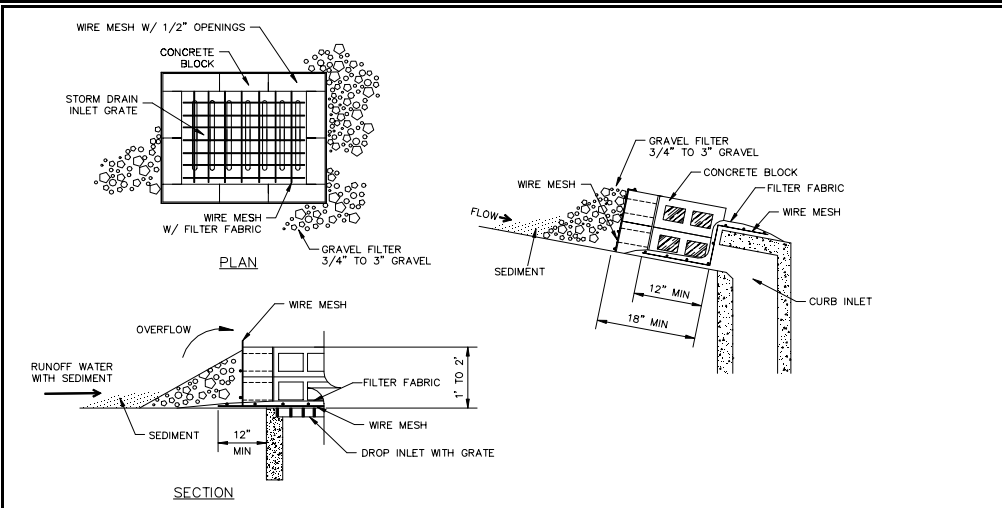 WIRE MESH W/ 1/2" OPENINGS
CONCRETE
BLOCK
STORM DRAIN
INLET GRATE
WIRE MESH
W/ FILTER FABRIC
GRAVEL FILTER
3/4" TO 3" GRAVEL
PLAN
GRAVEL FILTER
3/4" TO 3" GRAVEL
CONCRETE BLOCK
WIRE MESH
FILTER FABRIC
WIRE MESH
FLOW
SEDIMENT
12" MIN
18" MIN
CURB INLET
WIRE MESH
OVERFLOW
RUNOFF WATER
WITH SEDIMENT
FILTER FABRIC
1' TO 2'
SEDIMENT
12"
MIN
WIRE MESH
DROP INLET WITH GRATE
SECTION